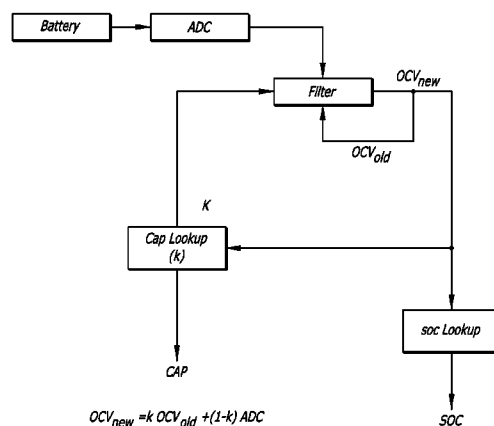 Battery
ADC
Filter
OCVnew
OCVold
K
Cap Lookup
(k)
soc Lookup
CAP
SOC
OCVnew =k OCVold +(1-k) ADC